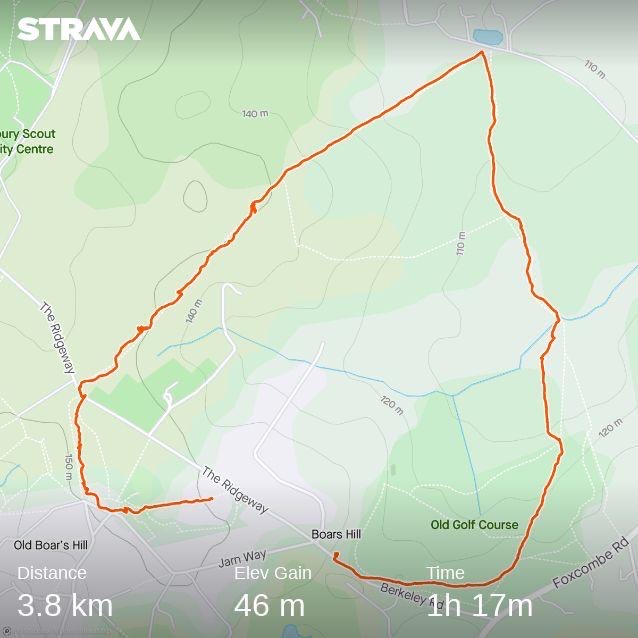 STRAVA
110 m
140 m
bury Scout
ity Centre
110 m
140 m
The Ridgeway
120 m
120 m
150 m
The Ridgeway
Old Golf Course
Boars Hill
Old Boar's Hill
Jarn Way
Foxcombe Rd
Berkeley Rd
Distance
Elev Gain
Time
3.8 km
46 m
1h 17m